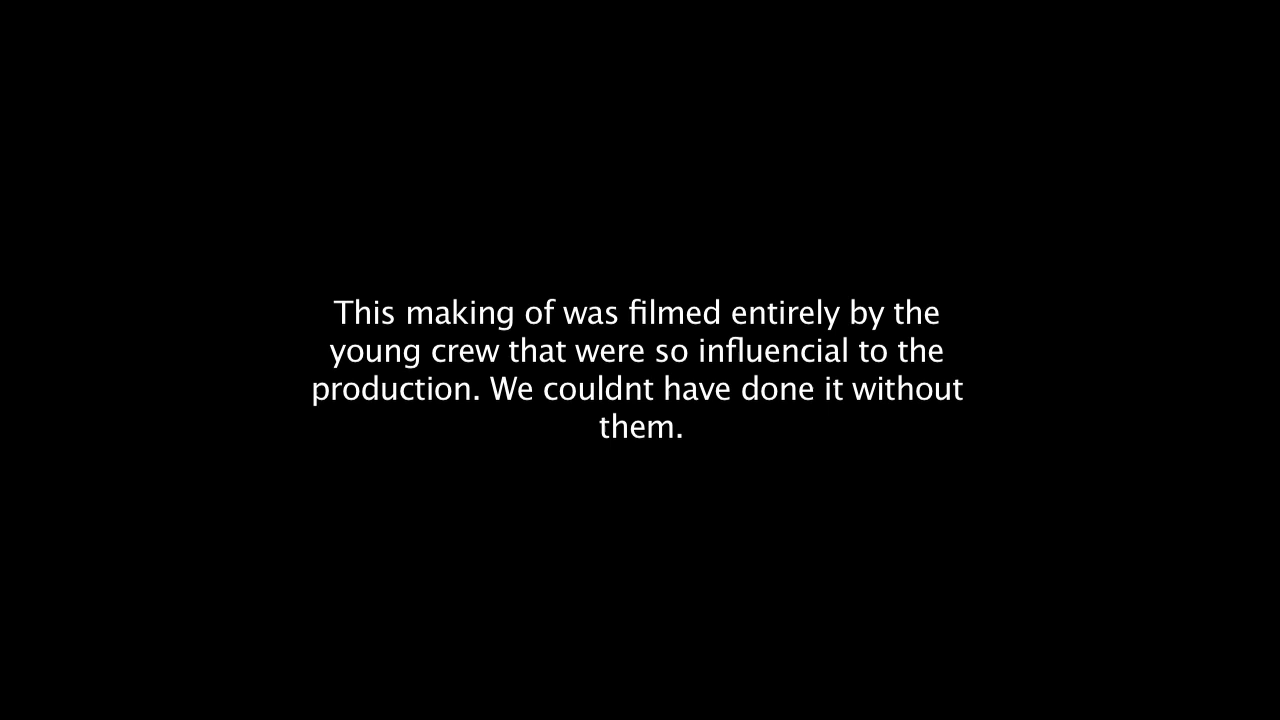 This making of was filmed entirely by the
young crew that were so influencial to the
production. We couldnt have done it without
them.